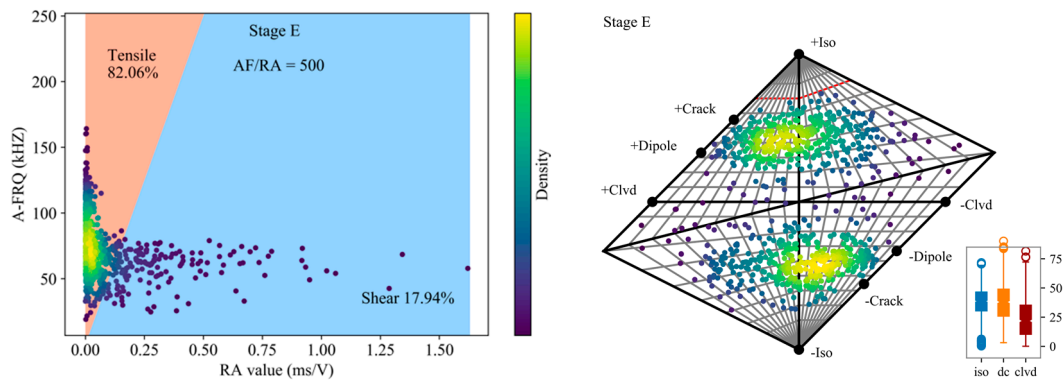 Stage E
AF/RA = 500
Tensile
82.06%
Shear 17.94%
250
200
150
100
50
A-FRQ (kHZ)
0.00 0.25 0.50 0.75 1.00 1.25 1.50
RA value (ms/V)
Density
Stage E
+Iso
+Crack
+Dipole
+Clvd
-Clvd
-Dipole
-Crack
-Iso
75
50
25
0
iso dc clvd